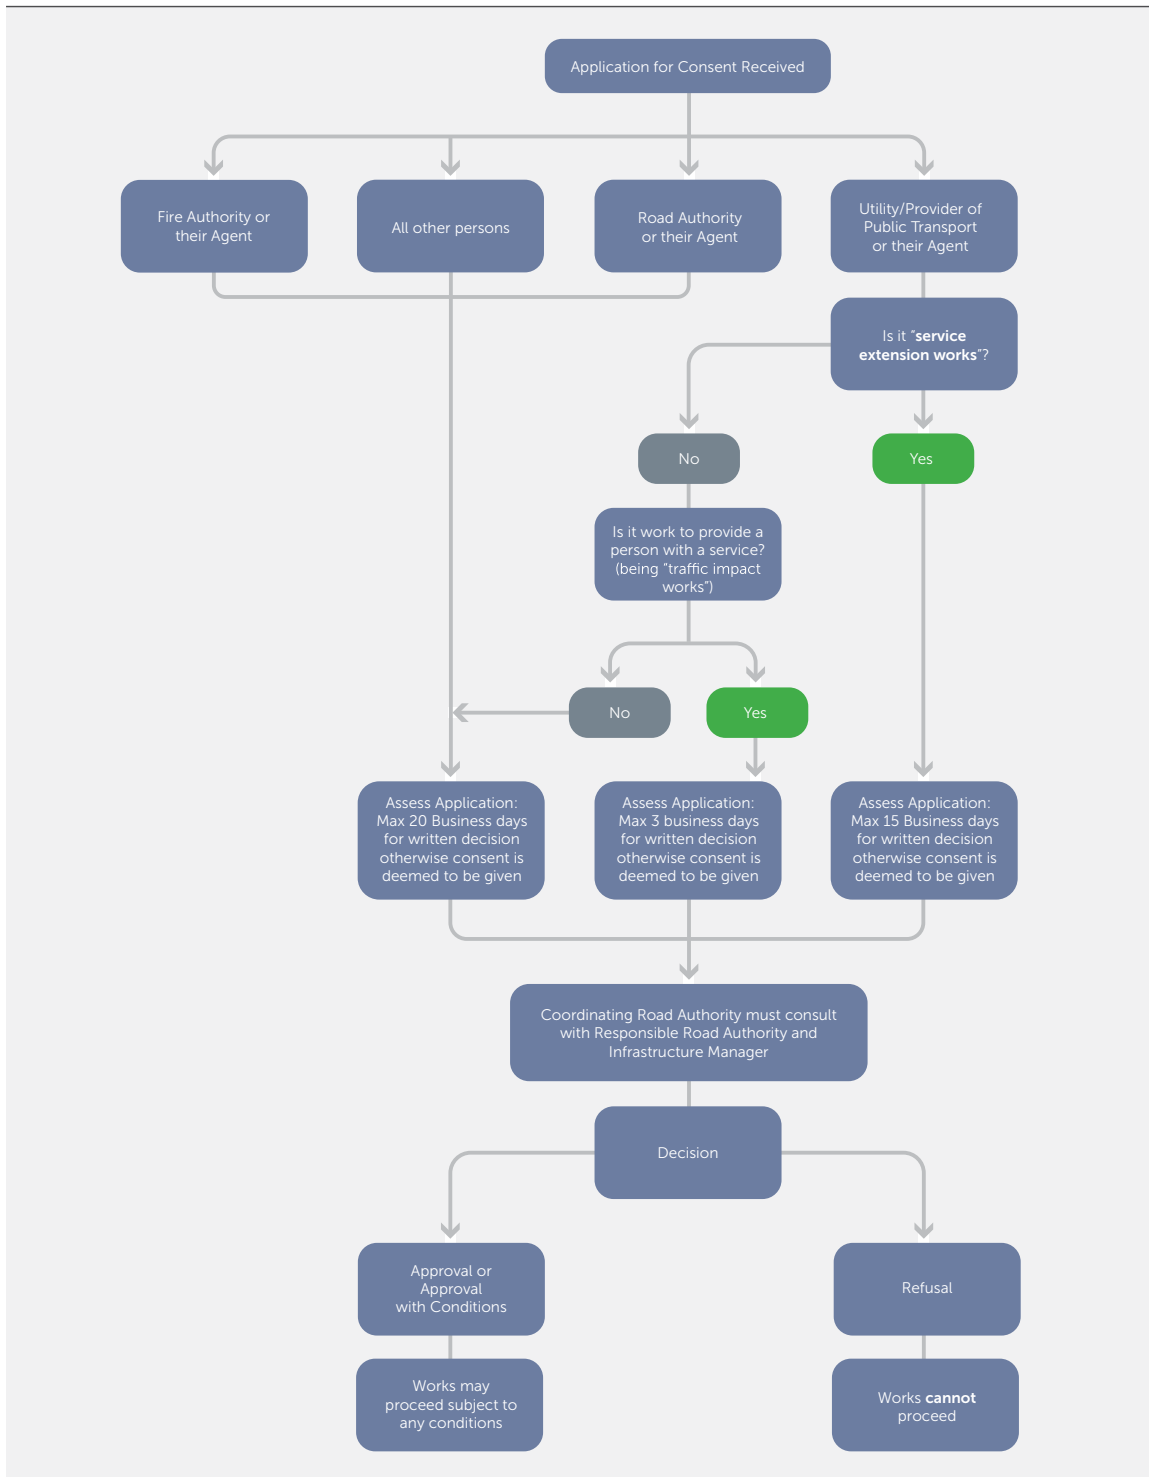 Application for Consent Received
Fire Authority or
their Agent
All other persons
Road Authority
or their Agent
Utility/Provider of
Public Transport
or their Agent
Is it “service
extension works”?
No
Yes
Is it work to provide a
person with a service?
(being “traffic impact
works”)
No
Yes
Assess Application:
Max 20 Business days
for written decision
otherwise consent is
deemed to be given
Assess Application:
Max 3 business days
for written decision
otherwise consent is
deemed to be given
Assess Application:
Max 15 Business days
for written decision
otherwise consent is
deemed to be given
Coordinating Road Authority must consult
with Responsible Road Authority and
Infrastructure Manager
Decision
Approval or
Approval
with Conditions
Refusal
Works may
proceed subject to
any conditions
Works cannot
proceed